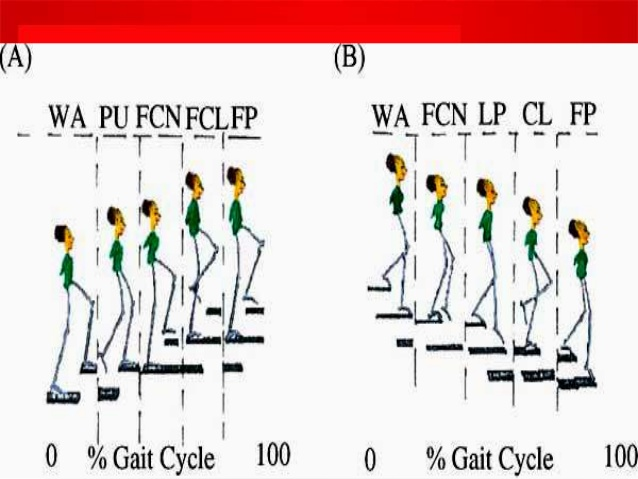 (A)
WA PU FCN FCL FP
0 % Gait Cycle 100
(B)
WA FCN LP CL FP
0 % Gait Cycle 100